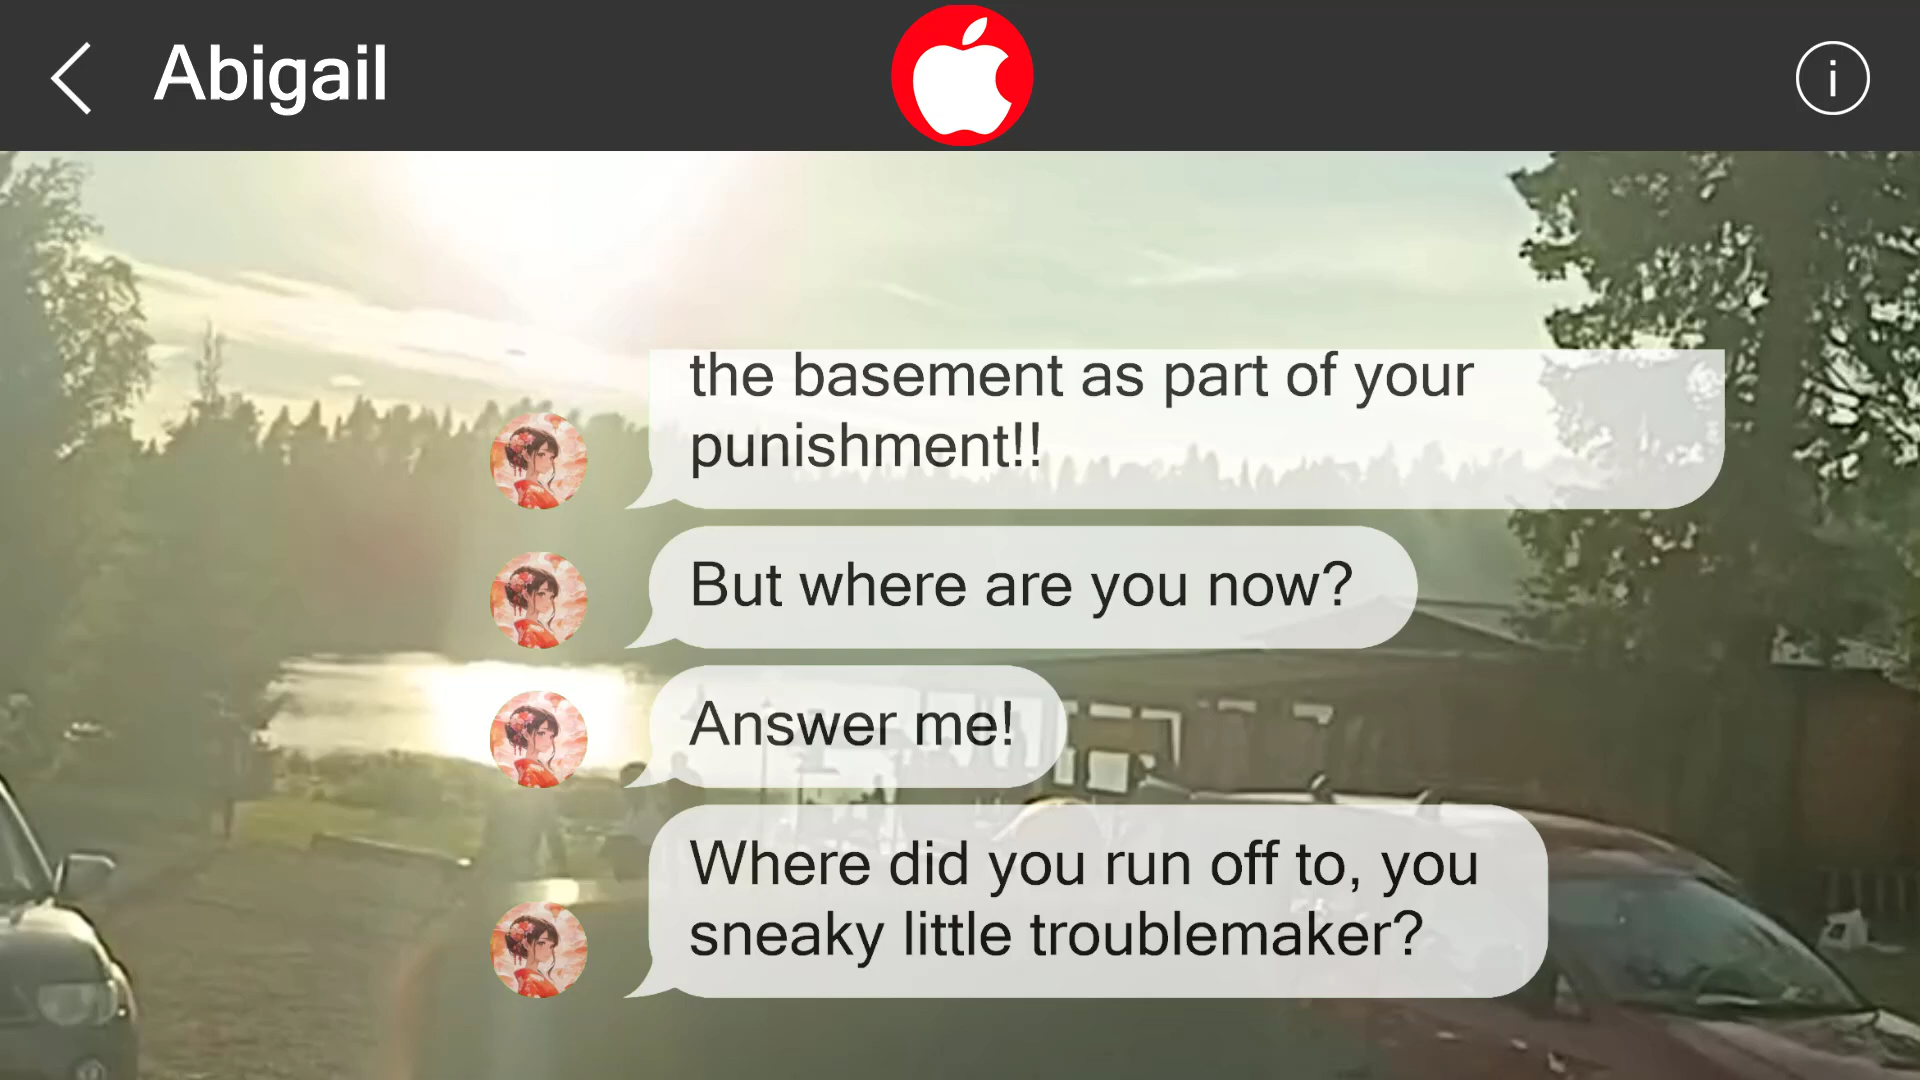 Abigail
i
the basement as part of your
punishment!!
But where are you now?
Answer me!
Where did you run off to, you
sneaky little troublemaker?